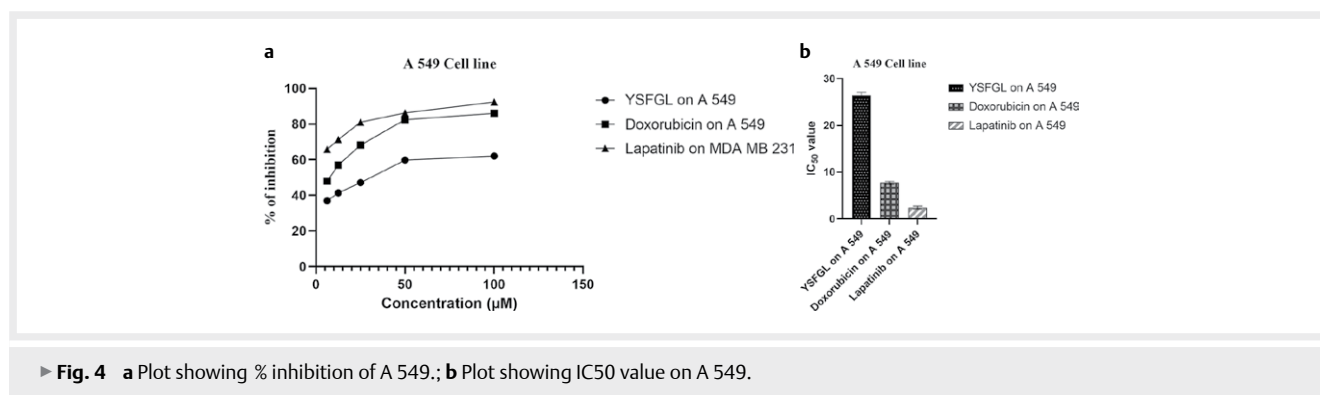 a
A 549 Cell line
100
80
60
40
20
0
% of inhibition
0
50
100
150
Concentration (µM)
YSFGL on A 549
Doxorubicin on A 549
Lapatinib on MDA MB 231
b
A 549 Cell line
30
20
10
0
IC50 value
YSFGL on A 549
Doxorubicin on A 549
Lapatinib on A 549
YSFGL on A 549
Doxorubicin on A 549
Lapatinib on A 549
► Fig. 4 a Plot showing % inhibition of A 549.; b Plot showing IC50 value on A 549.